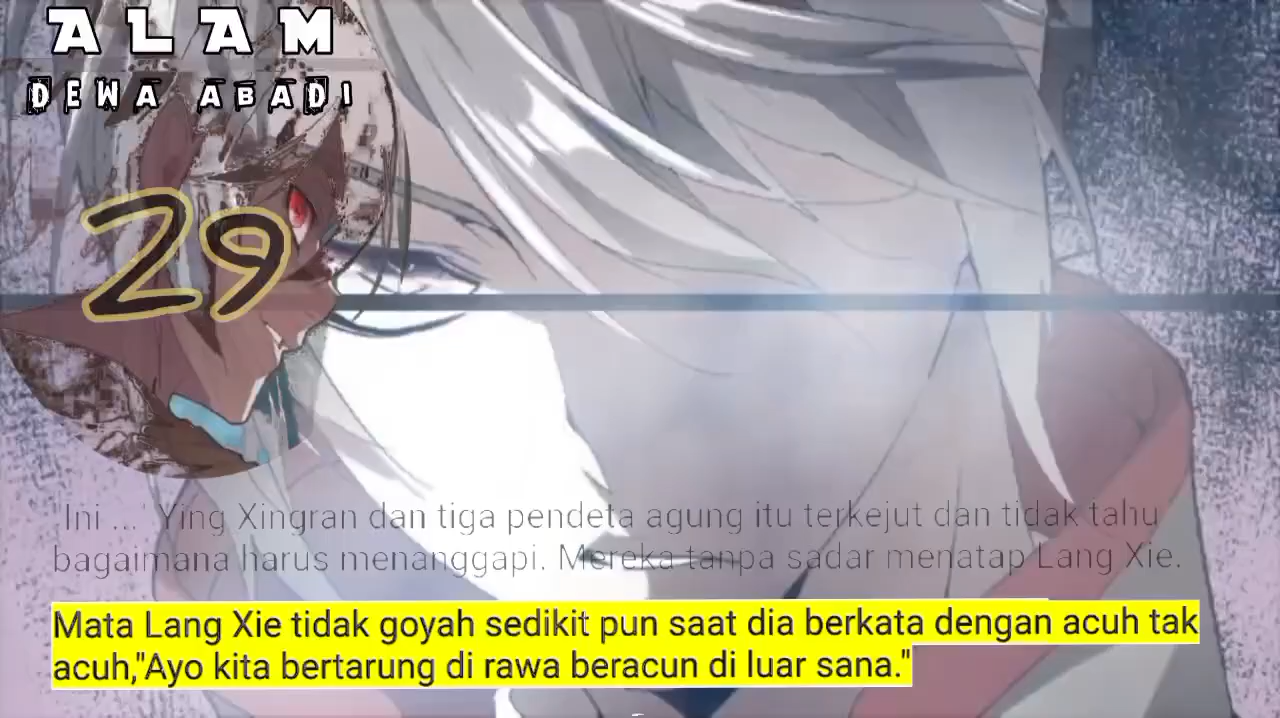 ALAM
DEWA ABADI
29
"Ini ..." Ying Xingran dan tiga pendeta agung itu terkejut dan tidak tahu
bagaimana harus menanggapi. Mereka tanpa sadar menatap Lang Xie.
Mata Lang Xie tidak goyah sedikit pun saat dia berkata dengan acuh tak
acuh,"Ayo kita bertarung di rawa beracun di luar sana."